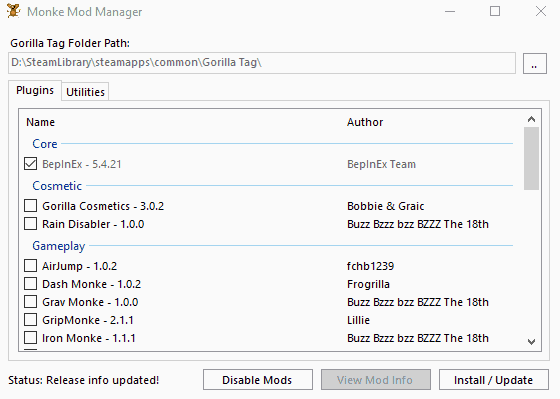 Monke Mod Manager
Gorilla Tag Folder Path:
D:\SteamLibrary\steamapps\common\Gorilla Tag\
..
Plugins Utilities
Name Author
Core
BepInEx - 5.4.21 BepInEx Team
Cosmetic
Gorilla Cosmetics - 3.0.2 Bobbie & Graic
Rain Disabler - 1.0.0 Buzz Bzzz bzz BZZZ The 18th
Gameplay
AirJump - 1.0.2 fchb1239
Dash Monke - 1.0.2 Frogrilla
Grav Monke - 1.0.0 Buzz Bzzz bzz BZZZ The 18th
GripMonke - 2.1.1 Lillie
Iron Monke - 1.1.1 Buzz Bzzz bzz BZZZ The 18th
Status: Release info updated! Disable Mods View Mod Info Install / Update